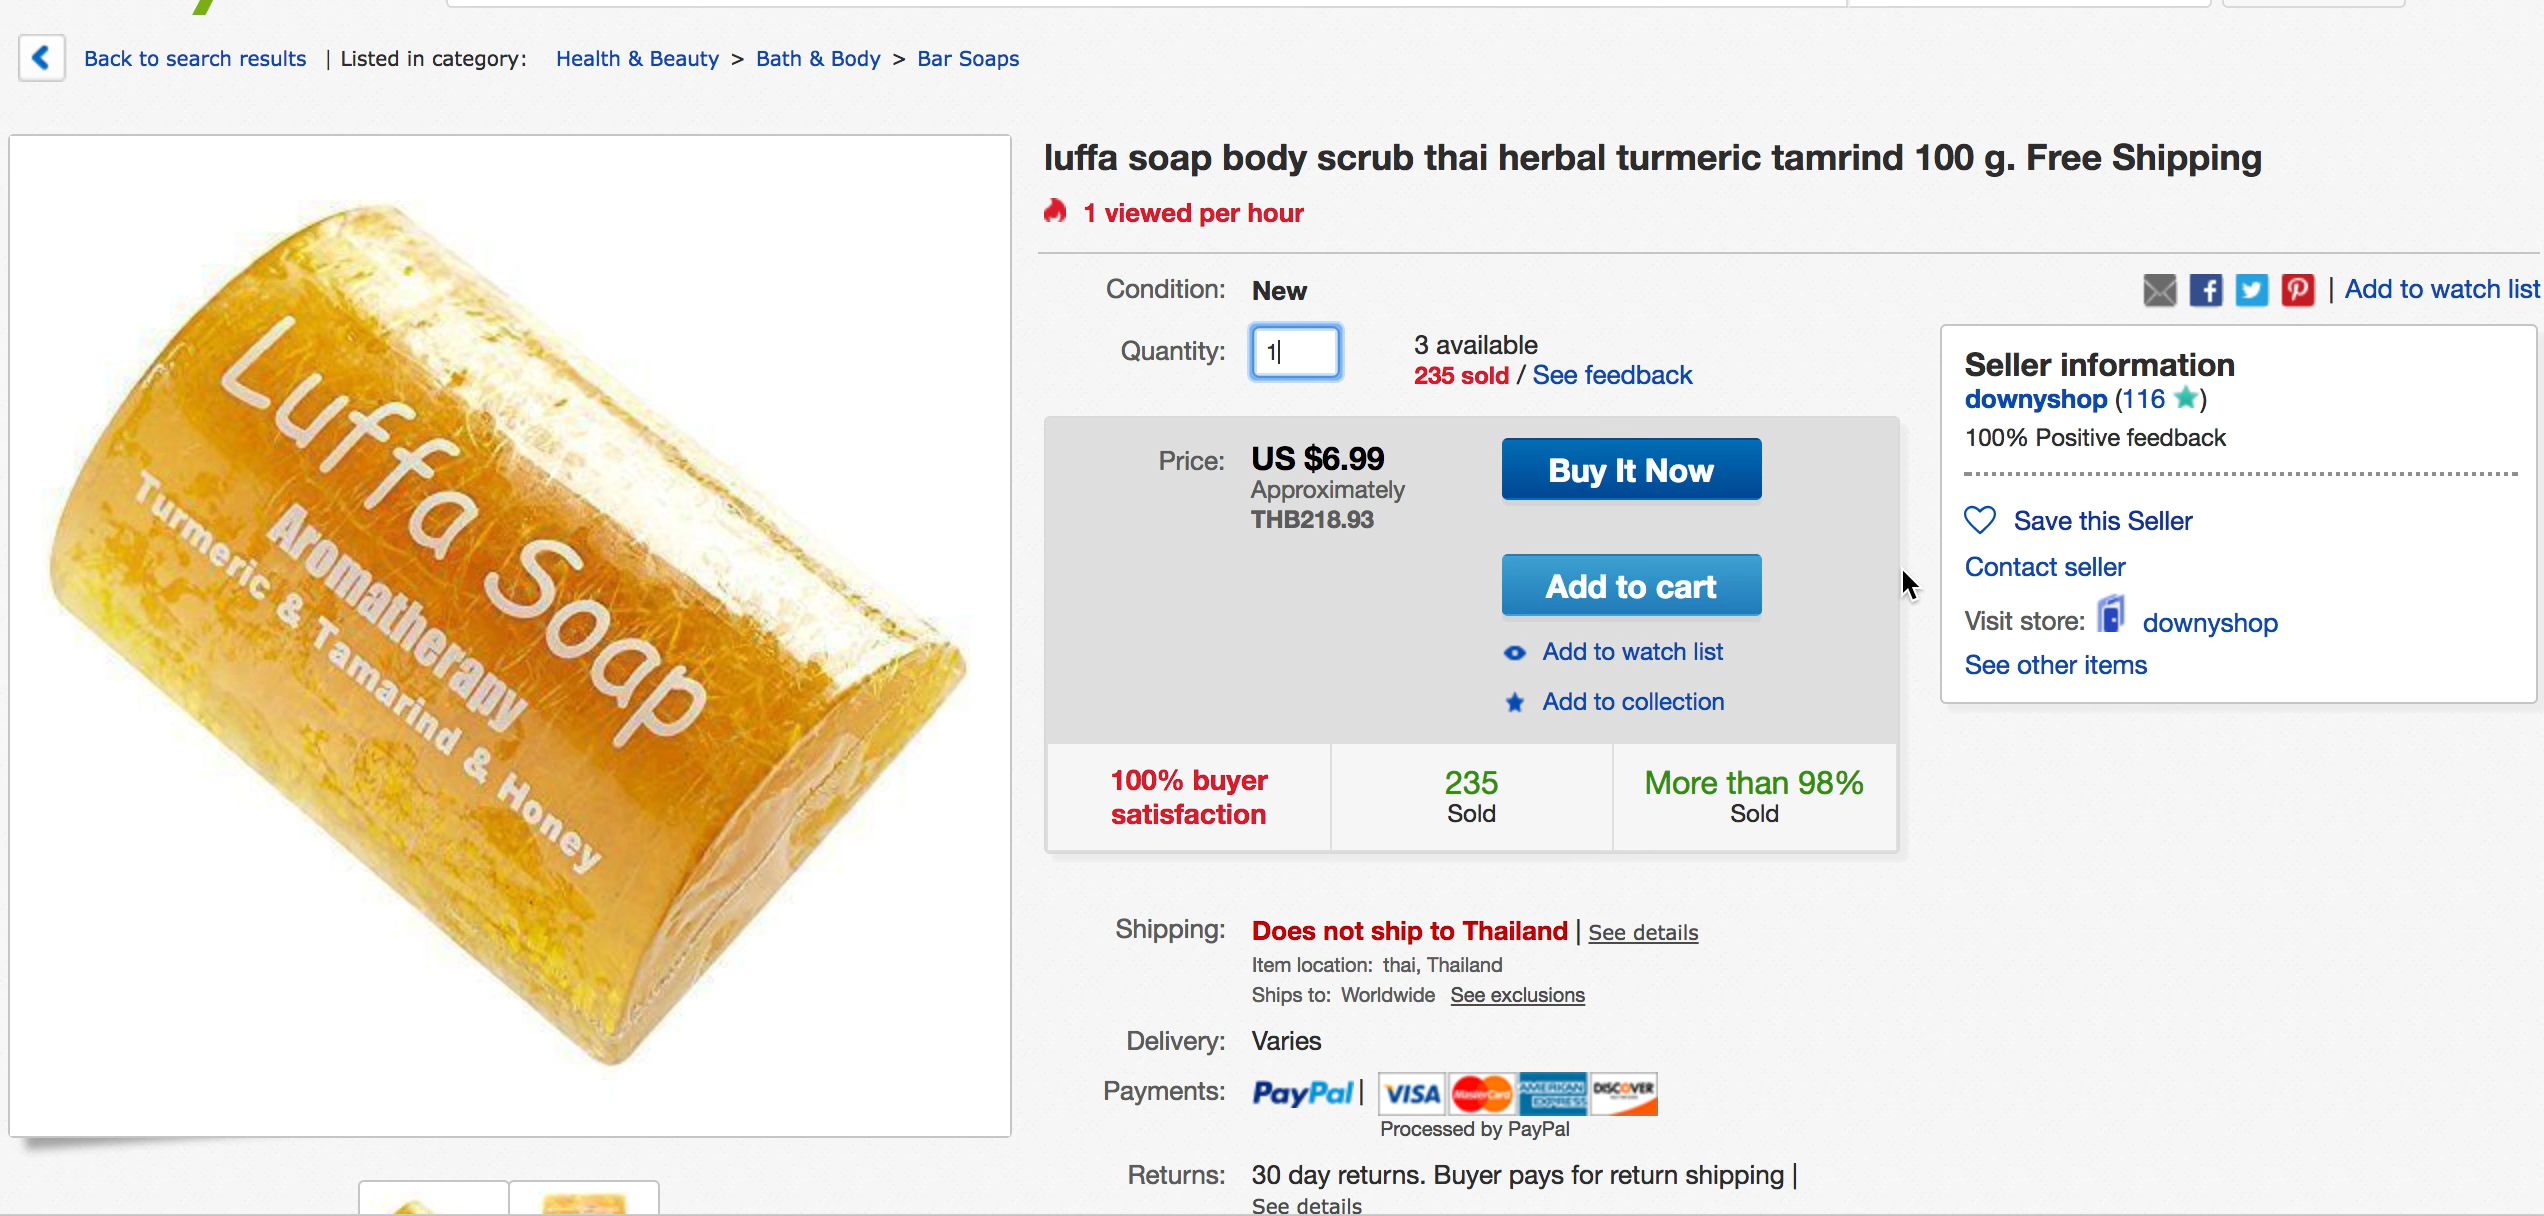 Back to search results | Listed in category: Health & Beauty > Bath & Body > Bar Soaps
Luffa Soap
Aromatherapy
Turmeric & Tamarind & Honey
luffa soap body scrub thai herbal turmeric tamrind 100 g. Free Shipping
1 viewed per hour
Condition: New
Quantity: 1
3 available
235 sold / See feedback
Price: US $6.99
Approximately
THB218.93
Buy It Now
Add to cart
Add to watch list
Add to collection
100% buyer
satisfaction
235
Sold
More than 98%
Sold
| Add to watch list
Seller information
downyshop (116)
100% Positive feedback
Save this Seller
Contact seller
Visit store: downyshop
See other items
Shipping: Does not ship to Thailand | See details
Item location: thai, Thailand
Ships to: Worldwide See exclusions
Delivery: Varies
Payments: PayPal | VISA MasterCard AMERICAN EXPRESS DISCOVER
Processed by PayPal
Returns: 30 day returns. Buyer pays for return shipping |
See details